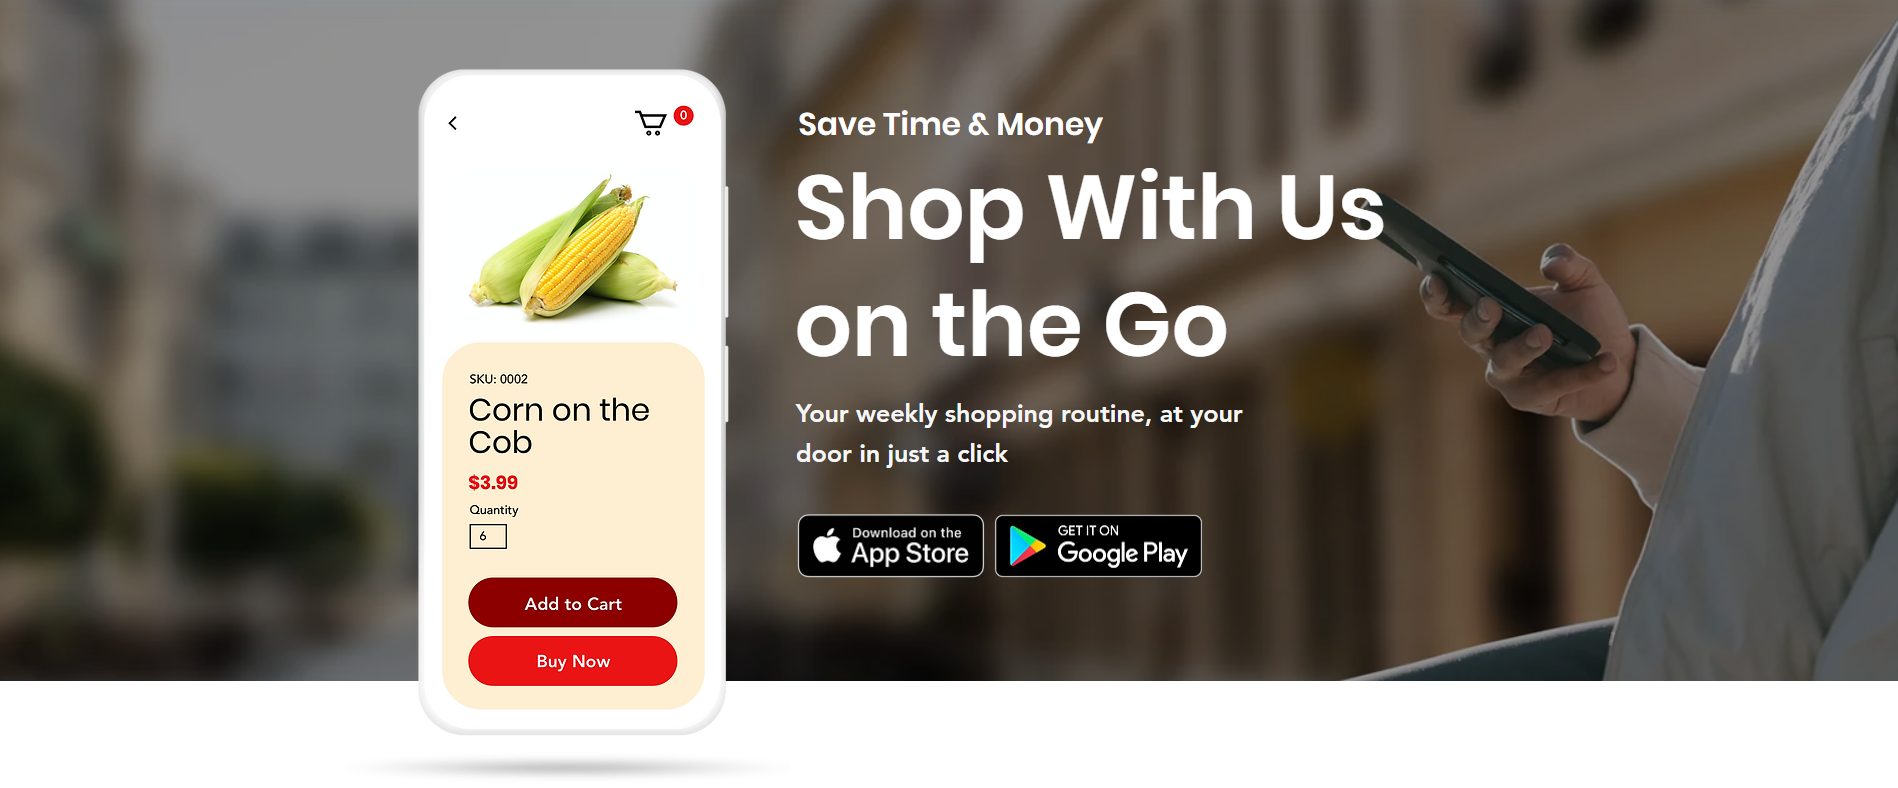 0
SKU: 0002
Corn on the
Cob
$3.99
Quantity
6
Add to Cart
Buy Now
Save Time & Money
Shop With Us
on the Go
Your weekly shopping routine, at your
door in just a click
Download on the
App Store
GET IT ON
Google Play